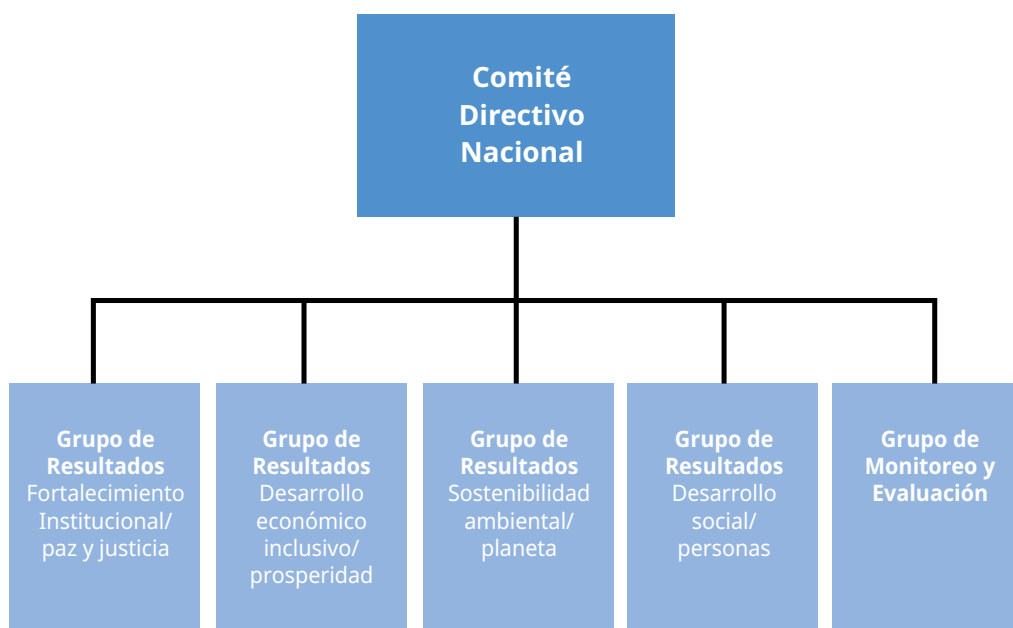 Comité
Directivo
Nacional
Grupo de
Resultados
Fortalecimiento
Institucional/
paz y justicia
Grupo de
Resultados
Desarrollo
económico
inclusivo/
prosperidad
Grupo de
Resultados
Sostenibilidad
ambiental/
planeta
Grupo de
Resultados
Desarrollo
social/
personas
Grupo de
Monitoreo y
Evaluación